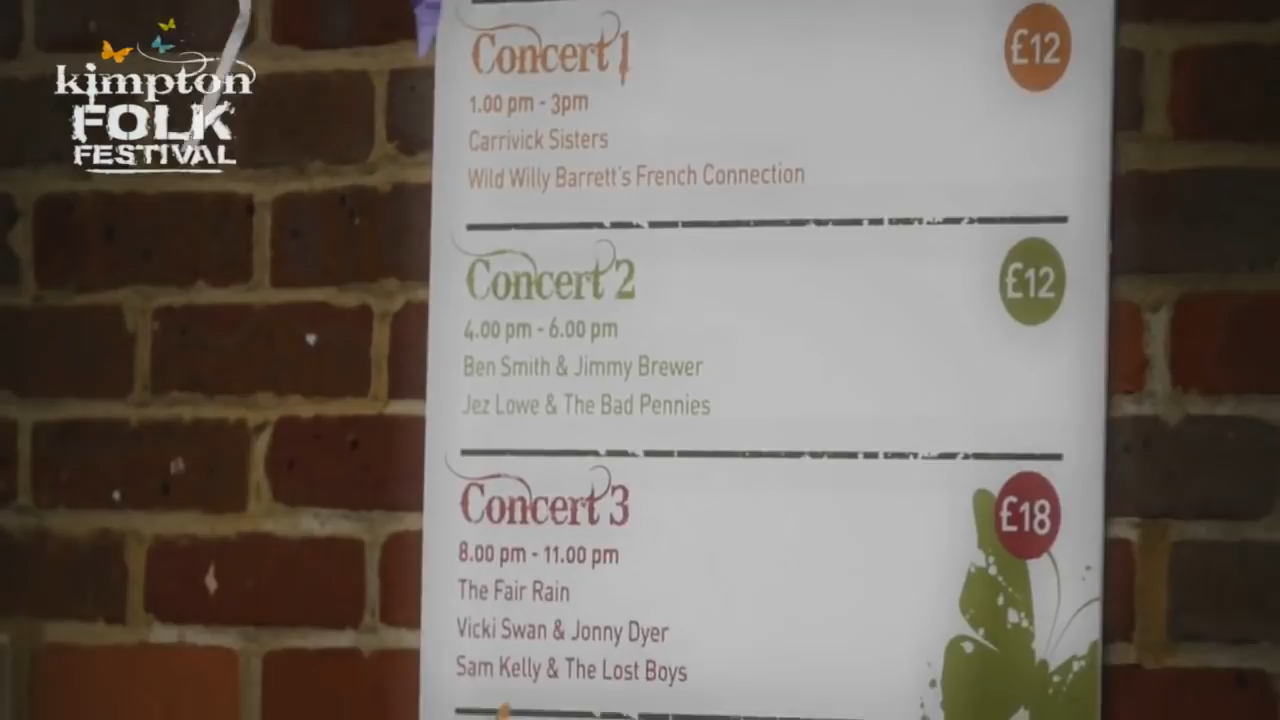 kimpton
FOLK
FESTIVAL
Concert 1
£12
1.00 pm - 3pm
Carrivick Sisters
Wild Willy Barrett's French Connection
Concert 2
£12
4.00 pm - 6.00 pm
Ben Smith & Jimmy Brewer
Jez Lowe & The Bad Pennies
Concert 3
£18
8.00 pm - 11.00 pm
The Fair Rain
Vicki Swan & Jonny Dyer
Sam Kelly & The Lost Boys